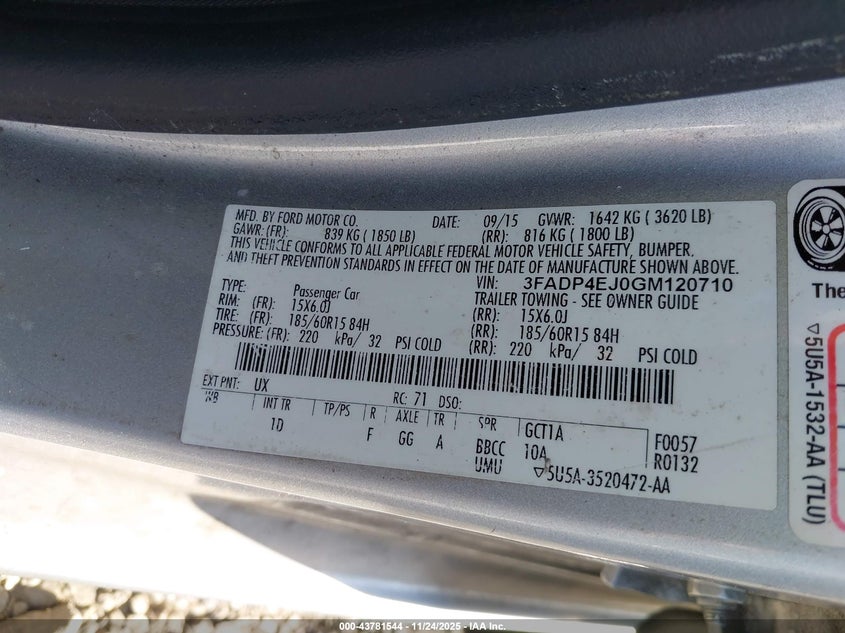 MFD. BY FORD MOTOR CO. DATE: 09/15 GVWR: 1642 KG ( 3620 LB)
GAWR: (FR): 839 KG ( 1850 LB) (RR): 816 KG ( 1800 LB)
THIS VEHICLE CONFORMS TO ALL APPLICABLE FEDERAL MOTOR VEHICLE SAFETY, BUMPER,
AND THEFT PREVENTION STANDARDS IN EFFECT ON THE DATE OF MANUFACTURE SHOWN ABOVE.
VIN: 3FADP4EJ0GM120710
TYPE: Passenger Car TRAILER TOWING - SEE OWNER GUIDE
RIM: (FR): 15X6.0J (RR): 15X6.0J
TIRE: (FR): 185/60R15 84H (RR): 185/60R15 84H
PRESSURE: (FR): 220 kPa/ 32 PSI COLD (RR): 220 kPa/ 32 PSI COLD
EXT PNT: UX RC: 71 DSO:
WB INT TR TP/PS R AXLE TR SPR GCT1A F0057
1D F GG A BBCC 10A R0132
UMU ▽5U5A-3520472-AA
The
▽5U5A-1532-AA (TLU)
000-43781544 - 11/24/2025 - IAA Inc.